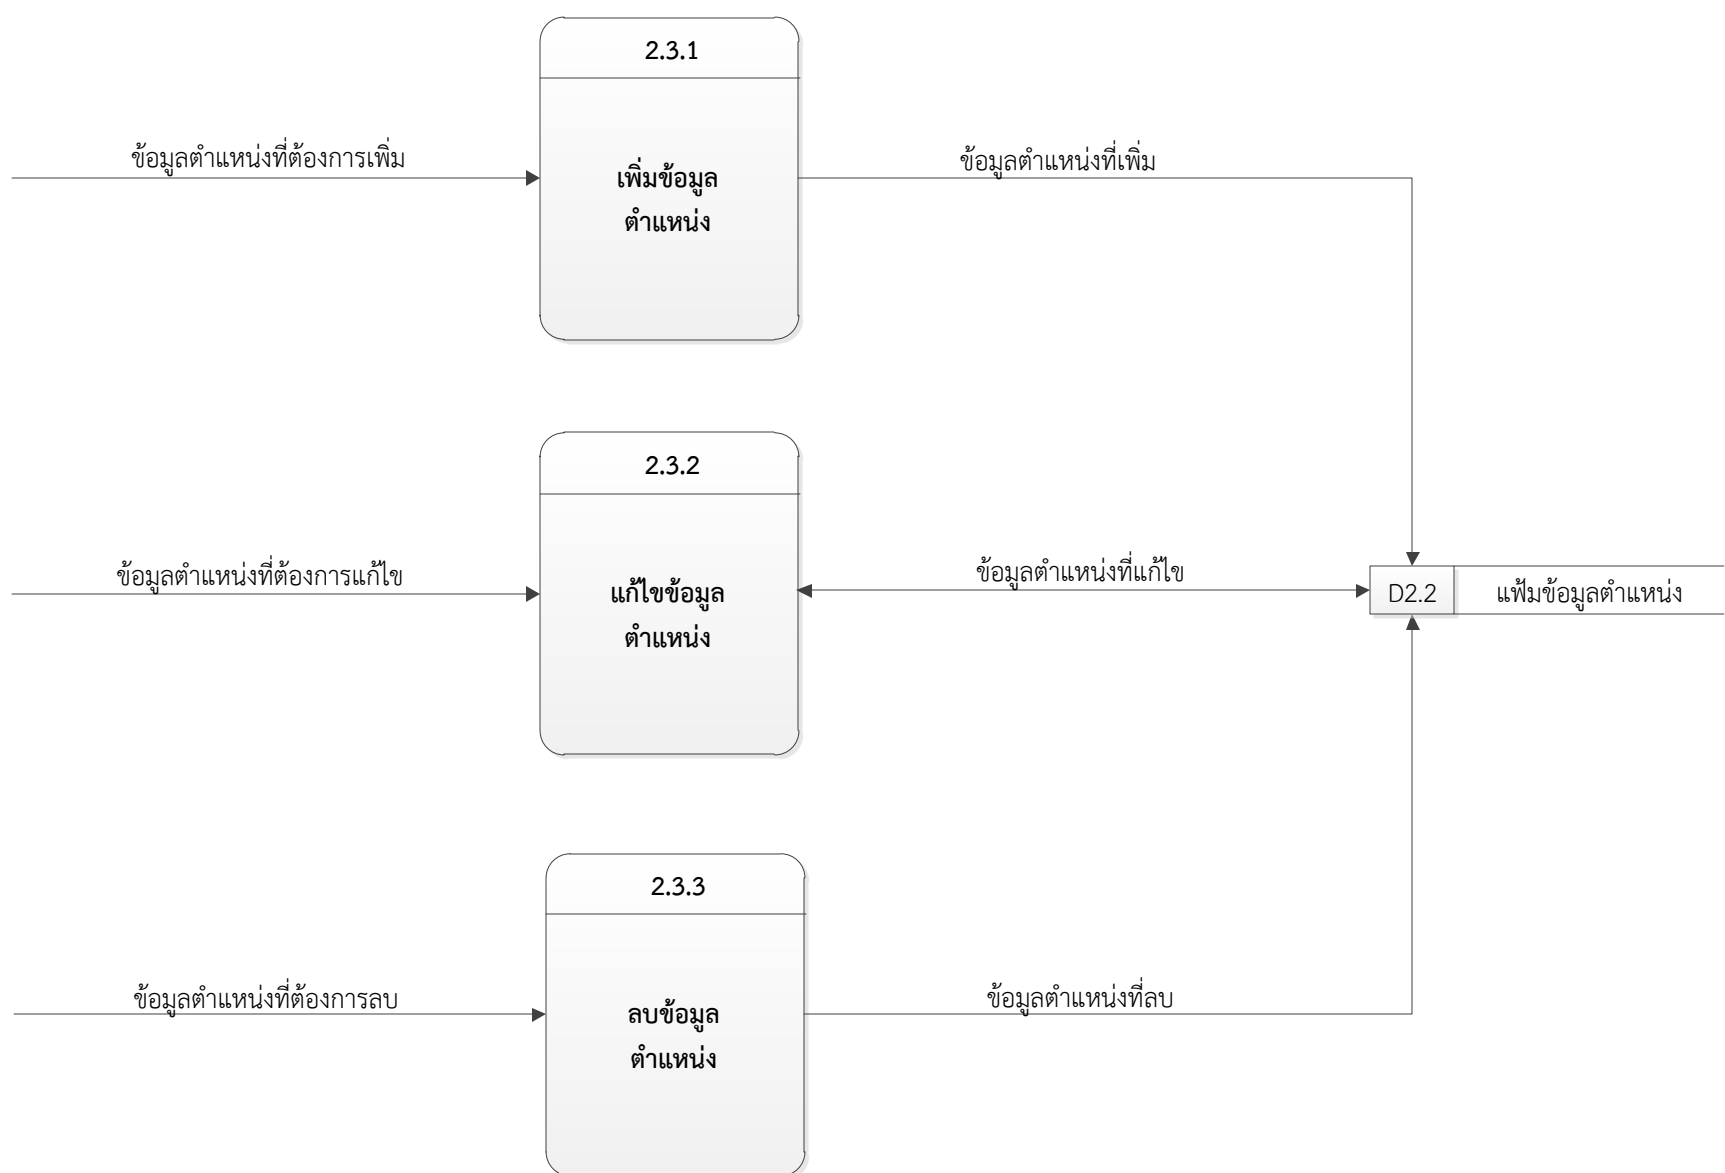 2.3.1
ข้อมูลตำแหน่งที่ต้องการเพิ่ม
เพิ่มข้อมูล
ตำแหน่ง
ข้อมูลตำแหน่งที่เพิ่ม
2.3.2
ข้อมูลตำแหน่งที่ต้องการแก้ไข
แก้ไขข้อมูล
ตำแหน่ง
ข้อมูลตำแหน่งที่แก้ไข
D2.2
แฟ้มข้อมูลตำแหน่ง
2.3.3
ข้อมูลตำแหน่งที่ต้องการลบ
ลบข้อมูล
ตำแหน่ง
ข้อมูลตำแหน่งที่ลบ